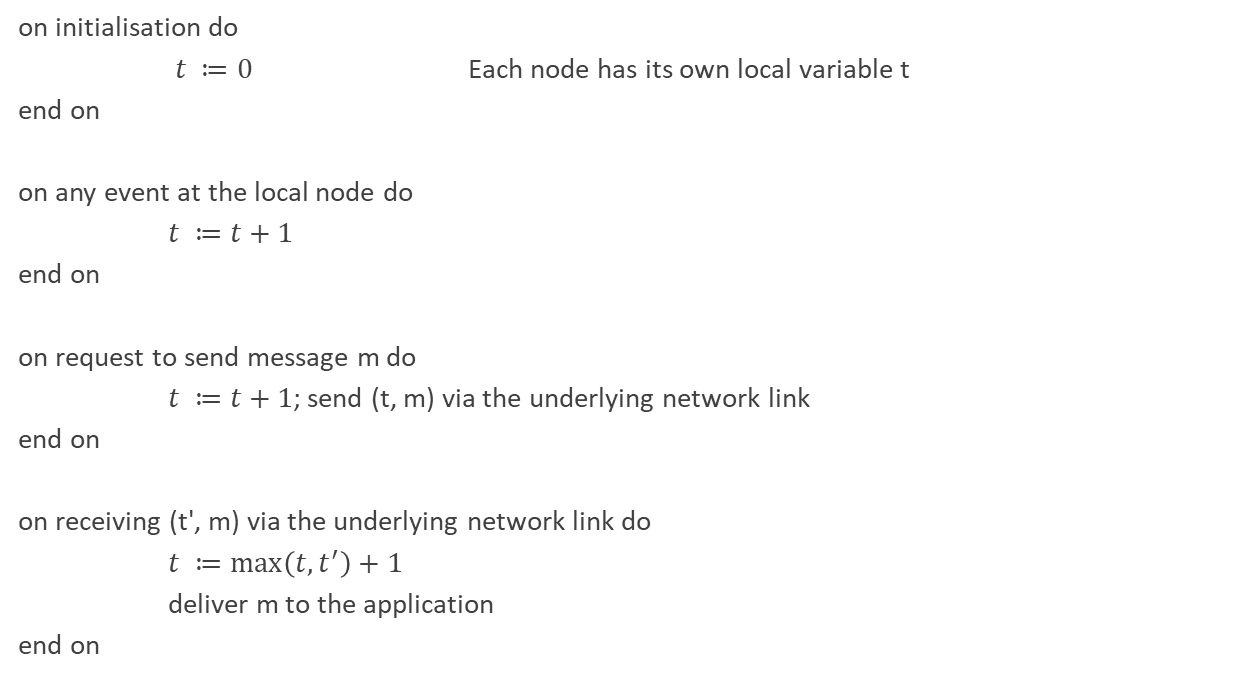 on initialisation do
t := 0 Each node has its own local variable t
end on
on any event at the local node do
t := t + 1
end on
on request to send message m do
t := t + 1; send (t, m) via the underlying network link
end on
on receiving (t', m) via the underlying network link do
t := max(t, t′) + 1
deliver m to the application
end on